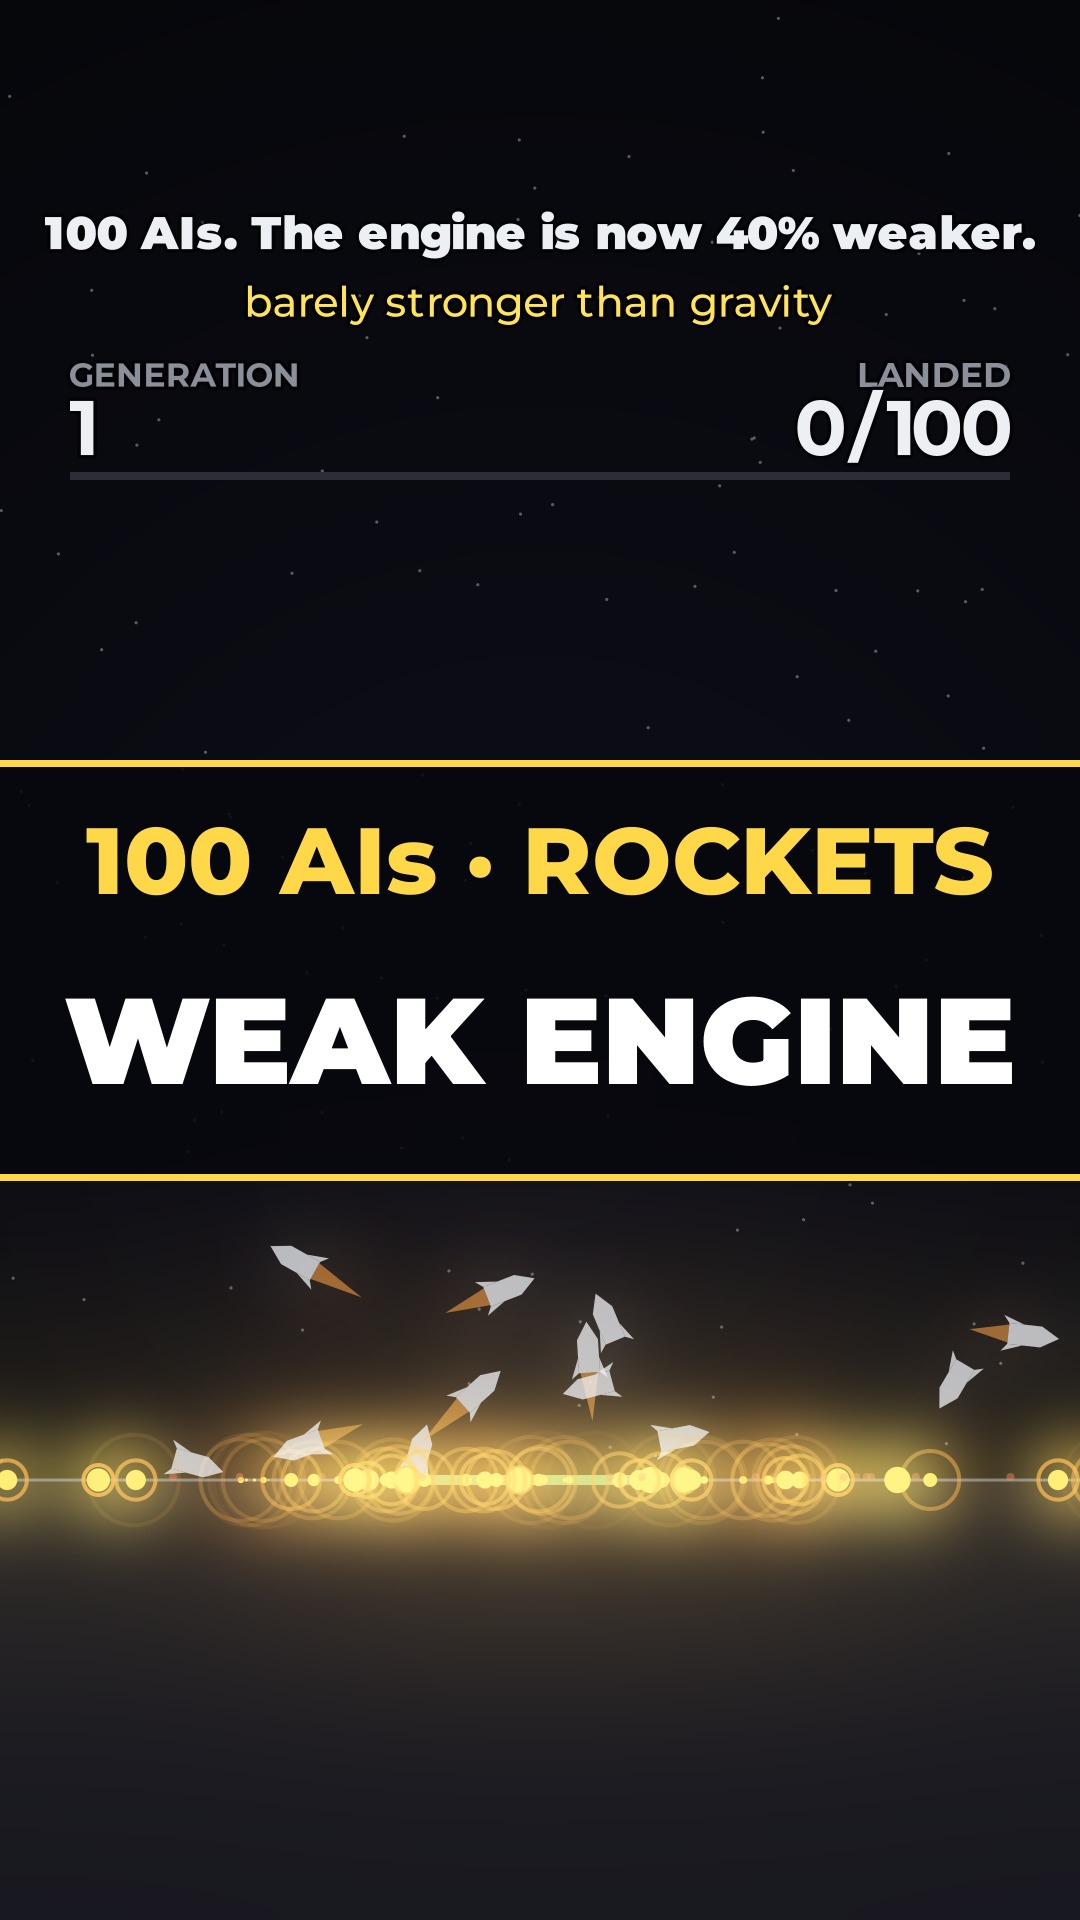 100 AIs. The engine is now 40% weaker.
barely stronger than gravity
GENERATION
1
LANDED
0/100
100 AIs • ROCKETS
WEAK ENGINE